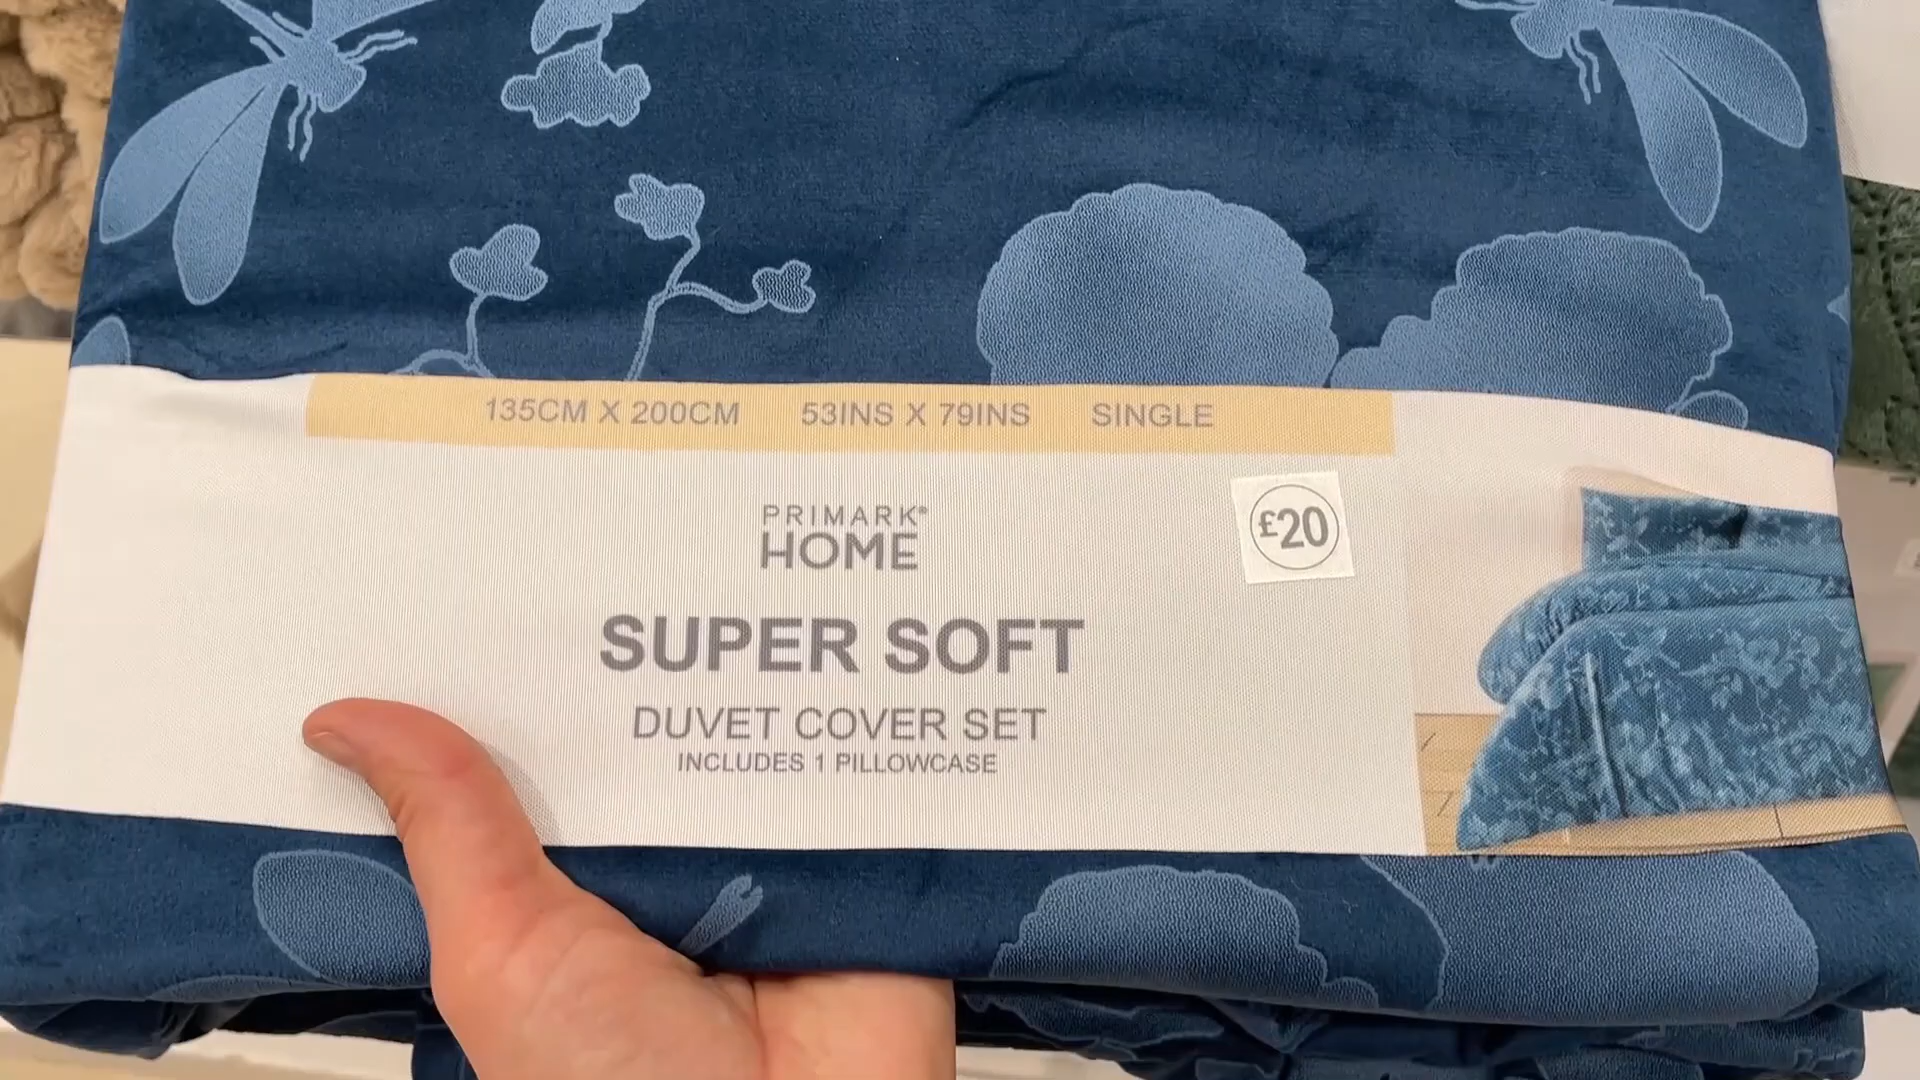 135CM X 200CM 53INS X 79INS SINGLE
PRIMARK®
HOME
£20
SUPER SOFT
DUVET COVER SET
INCLUDES 1 PILLOWCASE